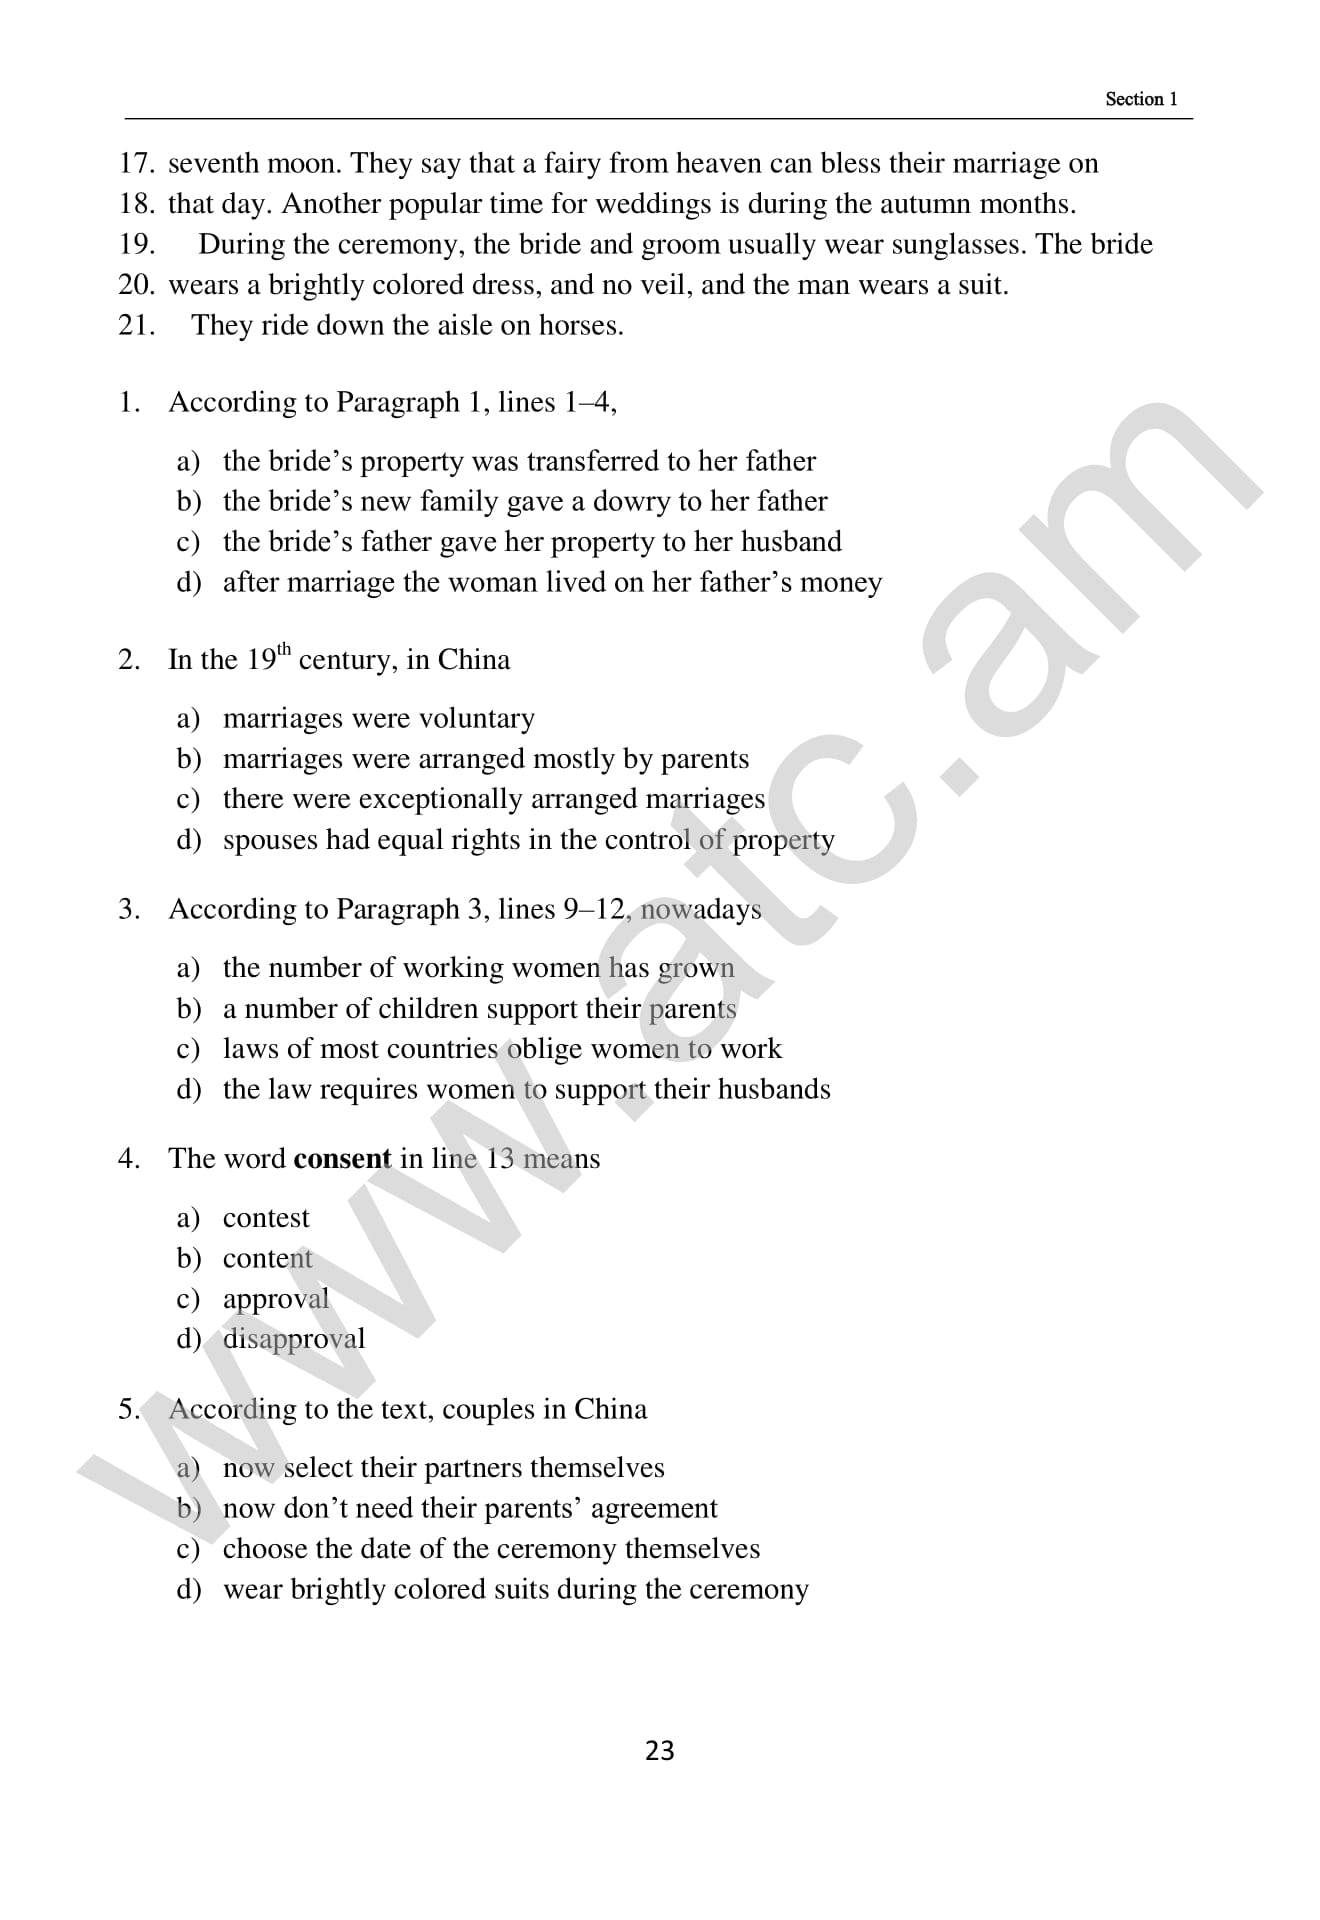 Section 1
17. seventh moon. They say that a fairy from heaven can bless their marriage on
18. that day. Another popular time for weddings is during the autumn months.
19. During the ceremony, the bride and groom usually wear sunglasses. The bride
20. wears a brightly colored dress, and no veil, and the man wears a suit.
21. They ride down the aisle on horses.
1. According to Paragraph 1, lines 1–4,
a) the bride’s property was transferred to her father
b) the bride’s new family gave a dowry to her father
c) the bride’s father gave her property to her husband
d) after marriage the woman lived on her father’s money
2. In the 19th century, in China
a) marriages were voluntary
b) marriages were arranged mostly by parents
c) there were exceptionally arranged marriages
d) spouses had equal rights in the control of property
3. According to Paragraph 3, lines 9–12, nowadays
a) the number of working women has grown
b) a number of children support their parents
c) laws of most countries oblige women to work
d) the law requires women to support their husbands
4. The word consent in line 13 means
a) contest
b) content
c) approval
d) disapproval
5. According to the text, couples in China
a) now select their partners themselves
b) now don’t need their parents’ agreement
c) choose the date of the ceremony themselves
d) wear brightly colored suits during the ceremony
23
www.atc.am